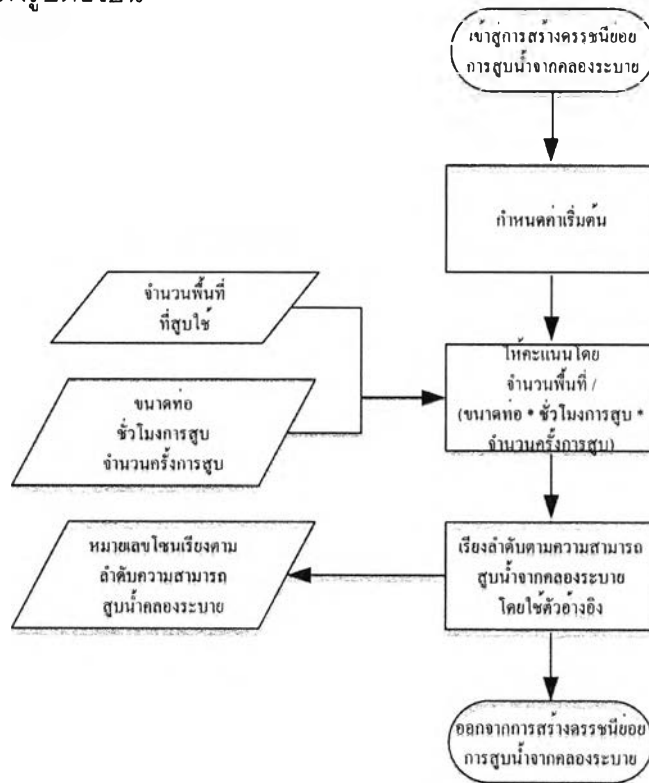 เข้าสู่การสร้างดรรชนีย่อย
การสูบน้ำจากคลองระบาย
กำหนดค่าเริ่มต้น
จำนวนพื้นที่
ที่สูบใช้
ขนาดท่อ
ชั่วโมงการสูบ
จำนวนครั้งการสูบ
ให้คะแนนโดย
จำนวนพื้นที่ /
(ขนาดท่อ * ชั่วโมงการสูบ *
จำนวนครั้งการสูบ)
หมายเลขโซนเรียงตาม
ลำดับความสามารถ
สูบน้ำคลองระบาย
เรียงลำดับตามความสามารถ
สูบน้ำจากคลองระบาย
โดยใช้ตัวอ้างอิง
ออกจากการสร้างดรรชนีย่อย
การสูบน้ำจากคลองระบาย